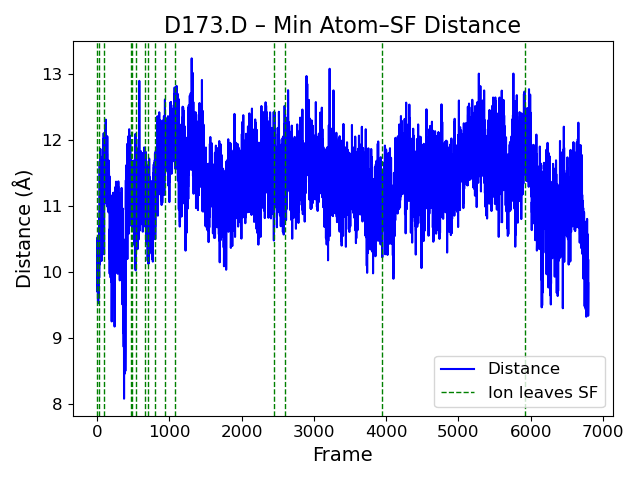 D173.D – Min Atom–SF Distance
13
12
11
10
9
8
Distance (Å)
Distance
Ion leaves SF
0 1000 2000 3000 4000 5000 6000 7000
Frame